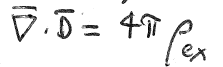 ∇̄·D̄ = 4π ρ_ex